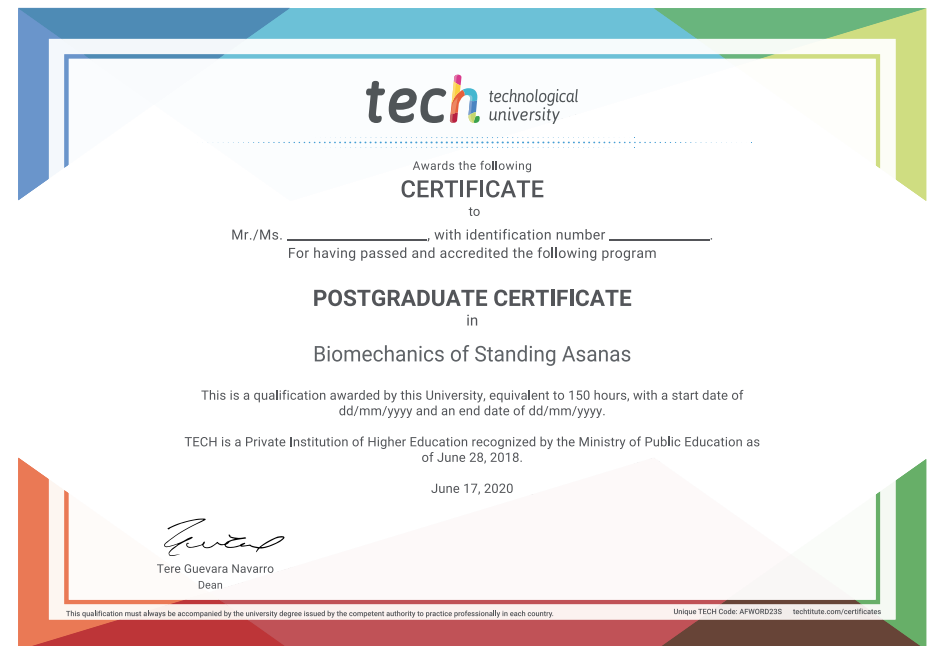 tech technological
university
Awards the following
CERTIFICATE
to
Mr./Ms. ____________________, with identification number ______________.
For having passed and accredited the following program
POSTGRADUATE CERTIFICATE
in
Biomechanics of Standing Asanas
This is a qualification awarded by this University, equivalent to 150 hours, with a start date of
dd/mm/yyyy and an end date of dd/mm/yyyy.
TECH is a Private Institution of Higher Education recognized by the Ministry of Public Education as
of June 28, 2018.
June 17, 2020
Tere Guevara Navarro
Dean
This qualification must always be accompanied by the university degree issued by the competent authority to practice professionally in each country.
Unique TECH Code: AFWORD23S techtitute.com/certificates